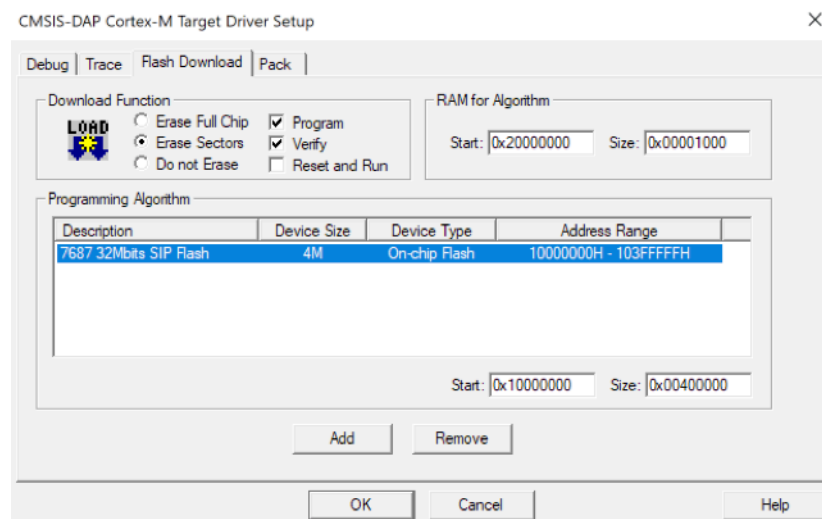 CMSIS-DAP Cortex-M Target Driver Setup
Debug Trace Flash Download Pack
Download Function
LOAD
Erase Full Chip
Erase Sectors
Do not Erase
Program
Verify
Reset and Run
RAM for Algorithm
Start: 0x20000000 Size: 0x00001000
Programming Algorithm
Description Device Size Device Type Address Range
7687 32Mbits SIP Flash 4M On-chip Flash 10000000H - 103FFFFFH
Start: 0x10000000 Size: 0x00400000
Add Remove
OK Cancel Help